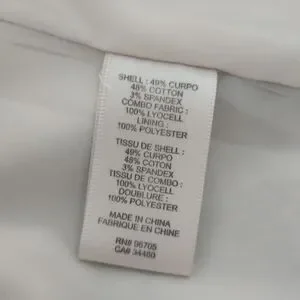 SHELL : 49% CURPO
48% COTTON
3% SPANDEX
COMBO FABRIC :
100% LYOCELL
LINING :
100% POLYESTER
TISSU DE SHELL :
49% CURPO
48% COTON
3% SPANDEX
TISSU DE COMBO :
100% LYOCELL
DOUBLURE :
100% POLYESTER
MADE IN CHINA
FABRIQUE EN CHINE
RN# 96705
CA# 34480